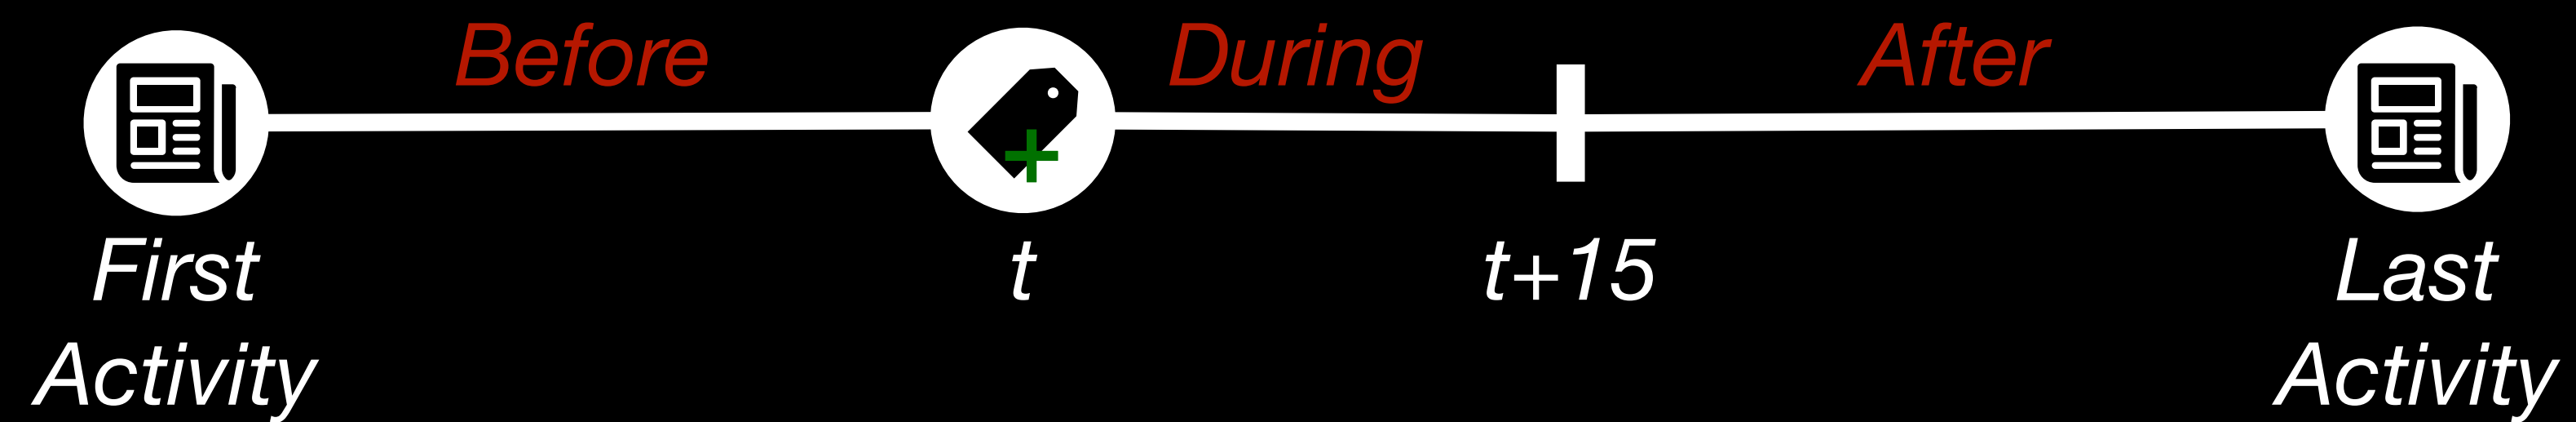 Before
During
After
First
Activity
t
t+15
Last
Activity